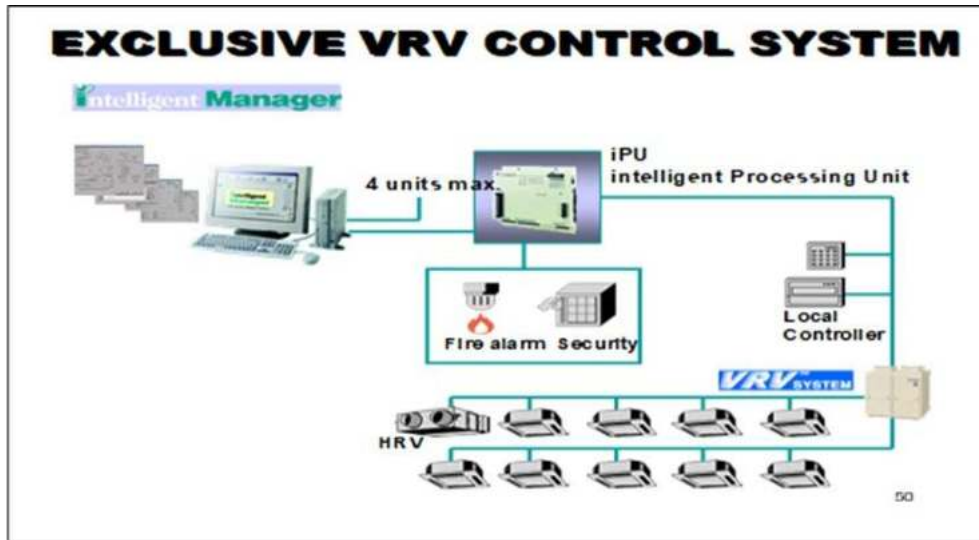 EXCLUSIVE VRV CONTROL SYSTEM
intelligent Manager
iPU
intelligent Processing Unit
4 units max.
Fire alarm Security
Local
Controller
VRV SYSTEM
HRV
50